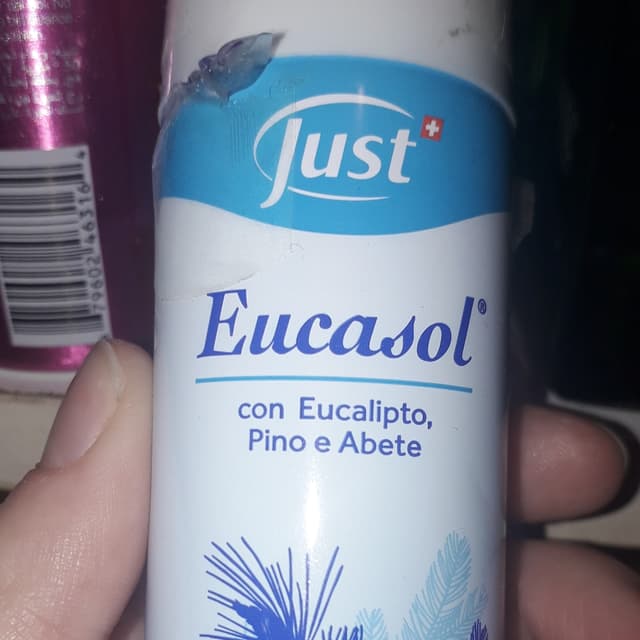 Just
Eucasol®
con Eucalipto,
Pino e Abete